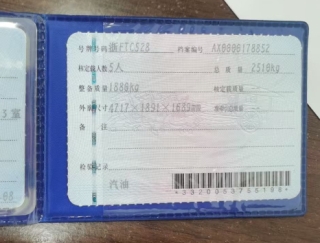 号牌号码 浙FTC528 档案编号 AX0000178852
核定载人数 5人 总质量 2510kg
整备质量 1880kg 核定载质量
外廓尺寸 4717×1891×1689mm 准牵引总质量
备注
检验记录
汽油